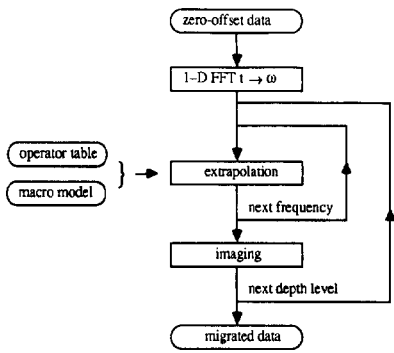 zero-offset data
1-D FFT t → ω
operator table
macro model
extrapolation
next frequency
imaging
next depth level
migrated data